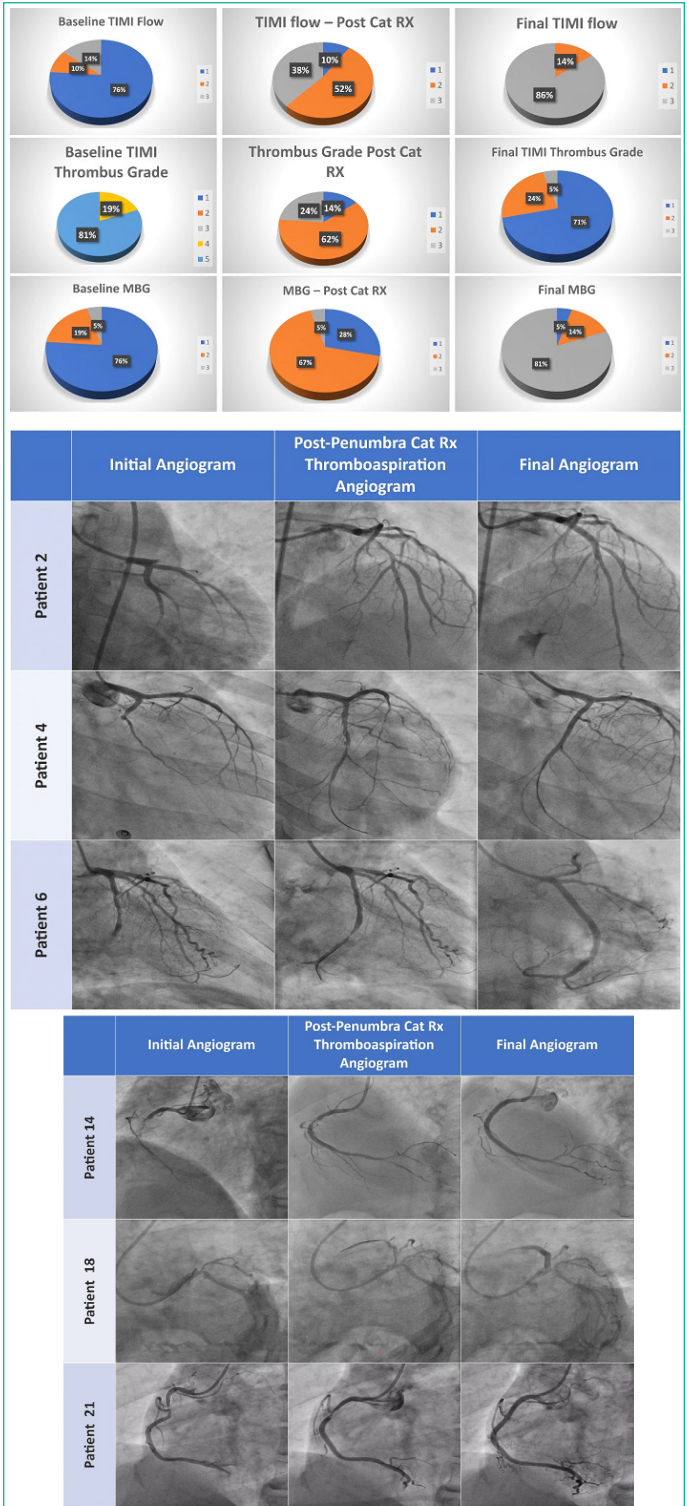 Baseline TIMI Flow
14%
10%
76%
1
2
3
TIMI flow – Post Cat RX
10%
38%
52%
1
2
3
Final TIMI flow
14%
86%
1
2
3
Baseline TIMI
Thrombus Grade
19%
81%
1
2
3
4
5
Thrombus Grade Post Cat
RX
24%
14%
62%
1
2
3
Final TIMI Thrombus Grade
5%
24%
71%
1
2
3
Baseline MBG
5%
19%
76%
1
2
3
MBG – Post Cat RX
5%
28%
67%
1
2
3
Final MBG
5%
14%
81%
1
2
3
Initial Angiogram
Post-Penumbra Cat Rx
Thromboaspiration
Angiogram
Final Angiogram
Patient 2
Patient 4
Patient 6
Initial Angiogram
Post-Penumbra Cat Rx
Thromboaspiration
Angiogram
Final Angiogram
Patient 14
Patient 18
Patient 21